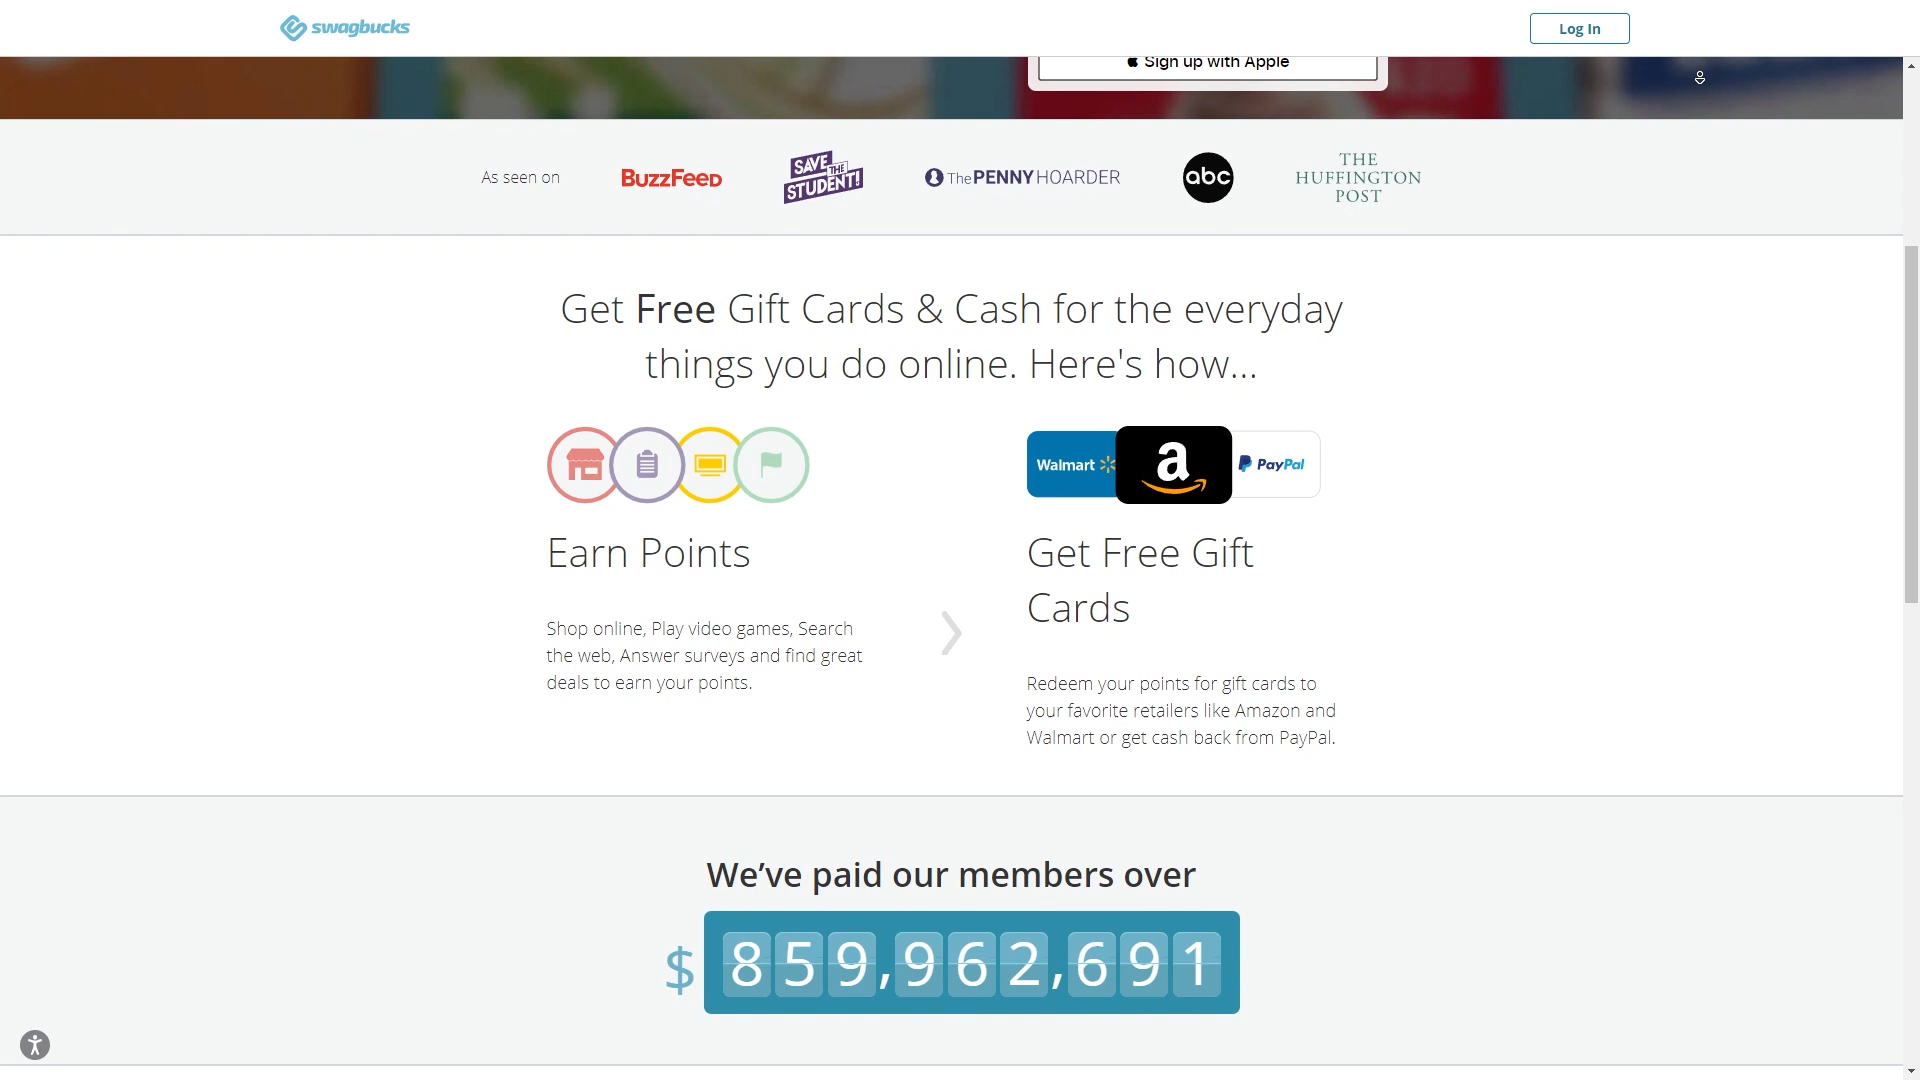 swagbucks
Log In
Sign up with Apple
As seen on
BuzzFeed
SAVE THE STUDENT!
The PENNY HOARDER
abc
THE HUFFINGTON POST
Get Free Gift Cards & Cash for the everyday
things you do online. Here's how...
Walmart
a
PayPal
Earn Points
Get Free Gift
Cards
Shop online, Play video games, Search
the web, Answer surveys and find great
deals to earn your points.
Redeem your points for gift cards to
your favorite retailers like Amazon and
Walmart or get cash back from PayPal.
We’ve paid our members over
$ 859,962,691